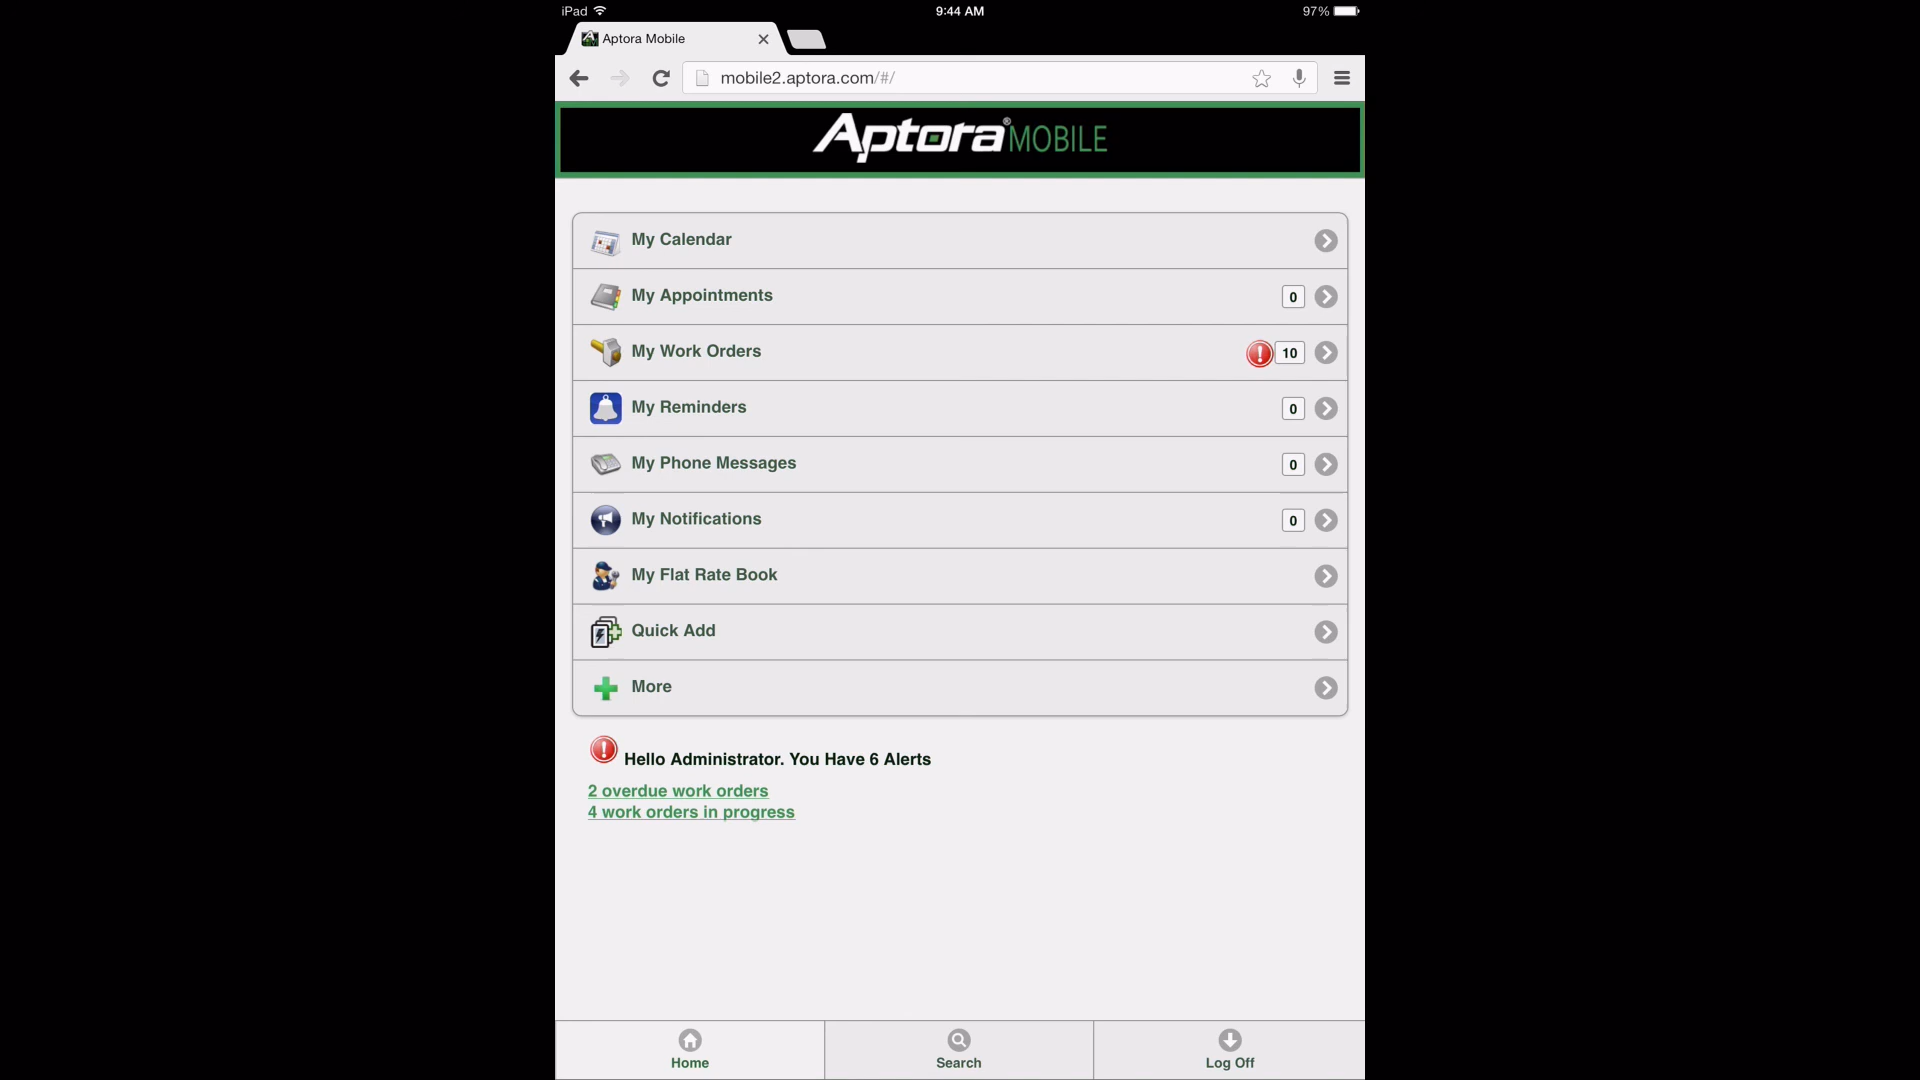 iPad 9:44 AM 97%
Aptora Mobile
mobile2.aptora.com/#/
Aptora® MOBILE
My Calendar
My Appointments 0
My Work Orders 10
My Reminders 0
My Phone Messages 0
My Notifications 0
My Flat Rate Book
Quick Add
More
Hello Administrator. You Have 6 Alerts
2 overdue work orders
4 work orders in progress
Home Search Log Off